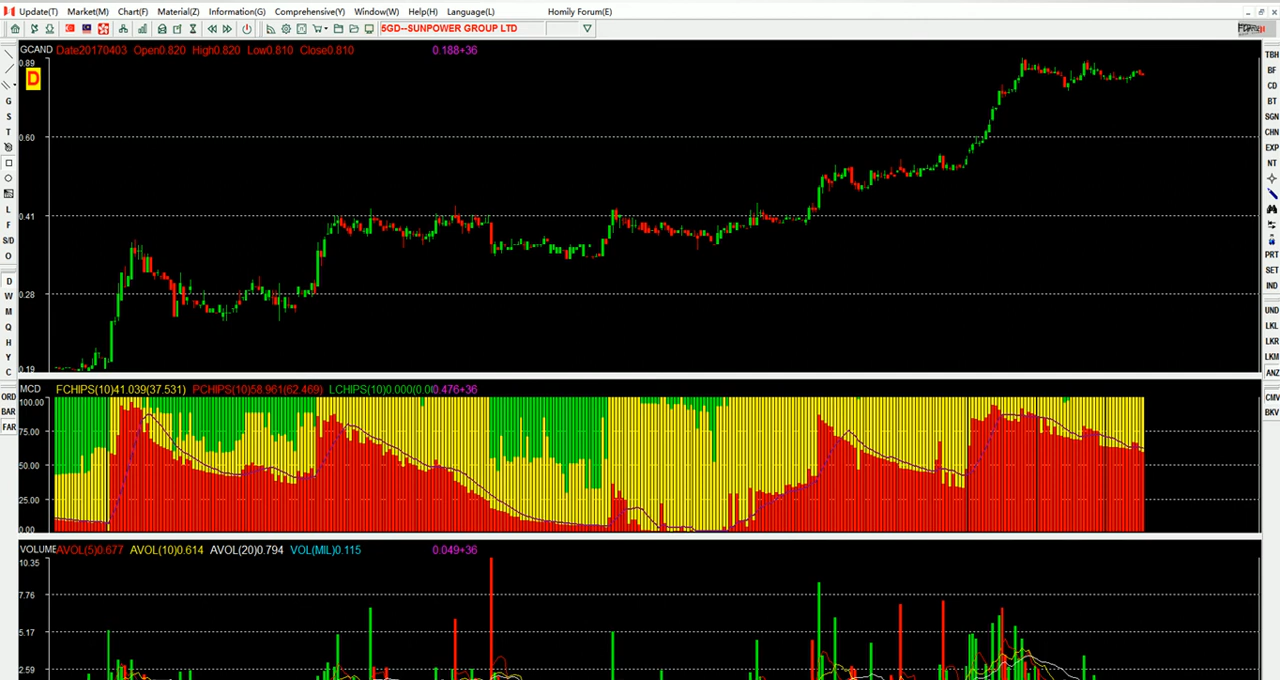 Update(T) Market(M) Chart(F) Material(Z) Information(G) Comprehensive(Y) Window(W) Help(H) Language(L) Homily Forum(E)
5GD--SUNPOWER GROUP LTD
GCAND Date20170403 Open0.820 High0.820 Low0.810 Close0.810 0.188+36
0.89
D
0.60
0.41
0.28
0.19
MCD FCHIPS(10)41.039(37.531) PCHIPS(10)58.961(62.469) LCHIPS(10)0.000(0.0 0.476+36
100.00
75.00
50.00
25.00
0.00
VOLUME AVOL(5)0.677 AVOL(10)0.614 AVOL(20)0.794 VOL(MIL)0.115 0.049+36
10.35
7.76
5.17
2.59
G
S
T
L
F
S/D
O
D
W
M
Q
H
Y
C
ORD
BAR
FAR
TBH
BF
CD
BT
SGN
CHN
EXP
NT
PRT
SET
IND
UND
LKL
LKR
LKM
ANZ
CMV
BKV